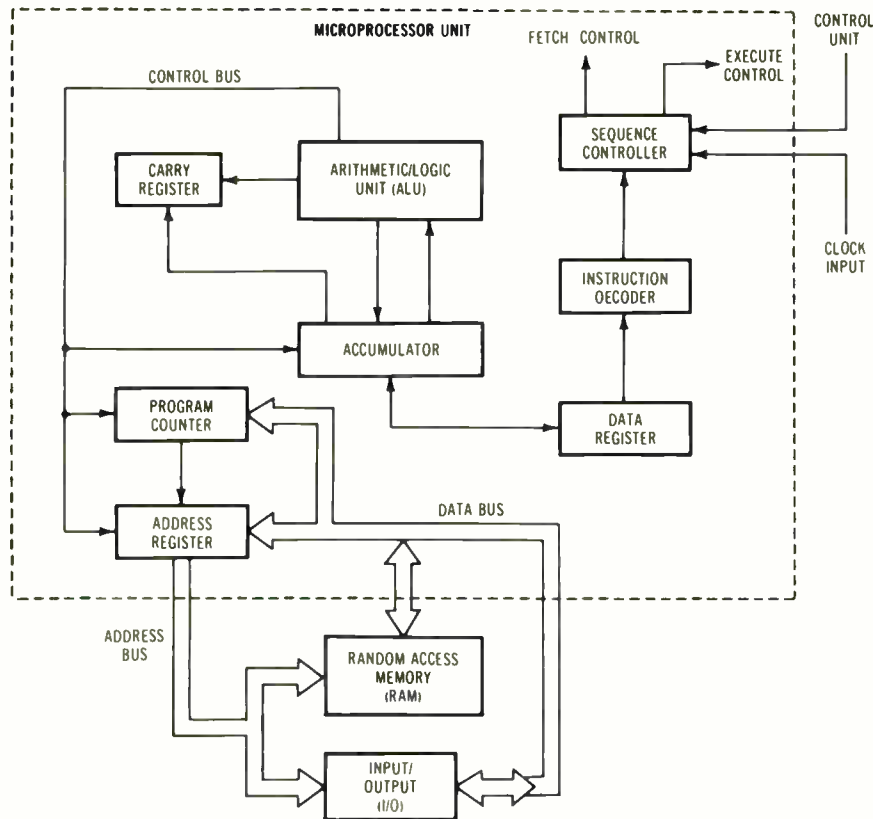 MICROPROCESSOR UNIT
FETCH CONTROL
CONTROL
UNIT
EXECUTE
CONTROL
CONTROL BUS
SEQUENCE
CONTROLLER
CARRY
REGISTER
ARITHMETIC/LOGIC
UNIT (ALU)
CLOCK
INPUT
INSTRUCTION
OECODER
ACCUMULATOR
PROGRAM
COUNTER
DATA
REGISTER
ADDRESS
REGISTER
DATA BUS
ADDRESS
BUS
RANDOM ACCESS
MEMORY
(RAM)
INPUT/
OUTPUT
(I/O)